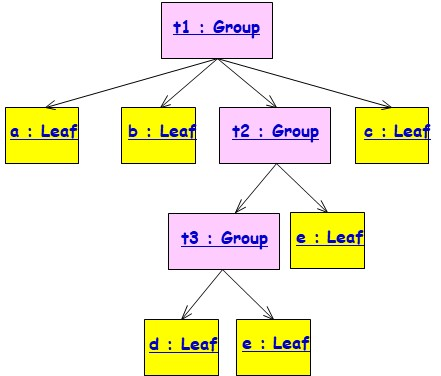 t1 : Group
a : Leaf
b : Leaf
t2 : Group
c : Leaf
t3 : Group
e : Leaf
d : Leaf
e : Leaf